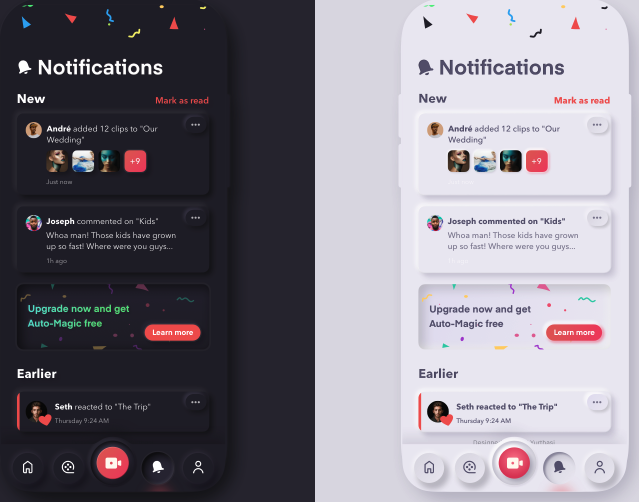 Notifications
New
Mark as read
André added 12 clips to "Our
Wedding"
+9
Just now
Joseph commented on "Kids"
Whoa man! Those kids have grown
up so fast! Where were you guys...
1h ago
Upgrade now and get
Auto-Magic free
Learn more
Earlier
Seth reacted to "The Trip"
Thursday 9:24 AM
Notifications
New
Mark as read
André added 12 clips to "Our
Wedding"
+9
Joseph commented on "Kids"
Whoa man! Those kids have grown
up so fast! Where were you guys...
Upgrade now and get
Auto-Magic free
Learn more
Earlier
Seth reacted to "The Trip"
Thursday 9:24 AM